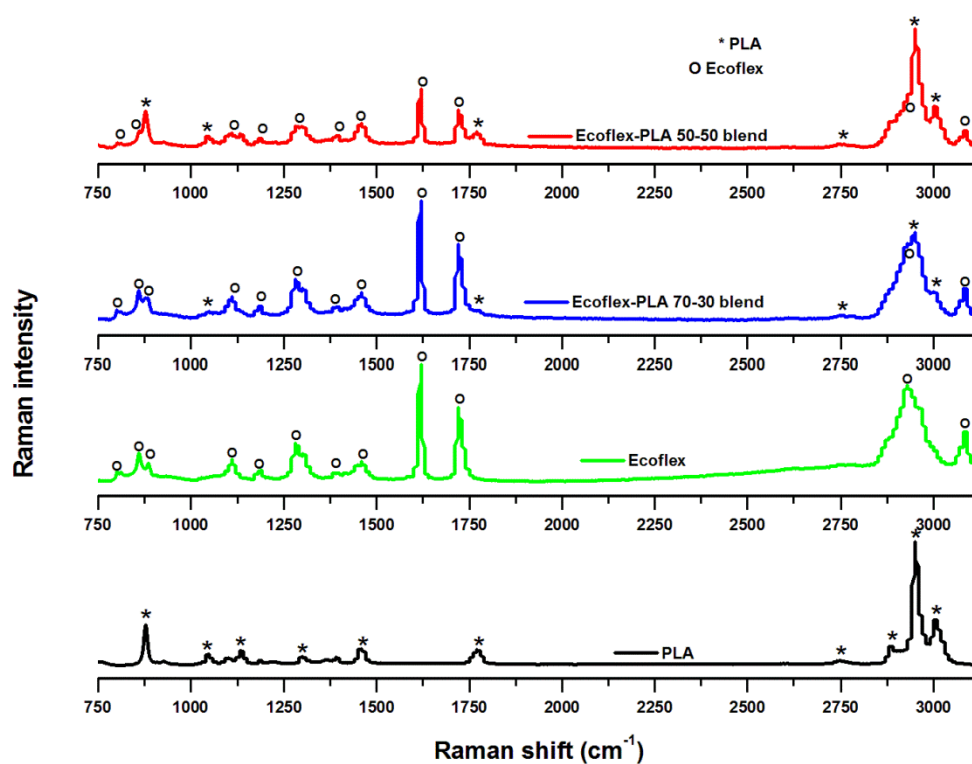 * PLA
O Ecoflex
Ecoflex-PLA 50-50 blend
750 1000 1250 1500 1750 2000 2250 2500 2750 3000
Ecoflex-PLA 70-30 blend
750 1000 1250 1500 1750 2000 2250 2500 2750 3000
Ecoflex
750 1000 1250 1500 1750 2000 2250 2500 2750 3000
PLA
750 1000 1250 1500 1750 2000 2250 2500 2750 3000
Raman intensity
Raman shift (cm⁻¹)